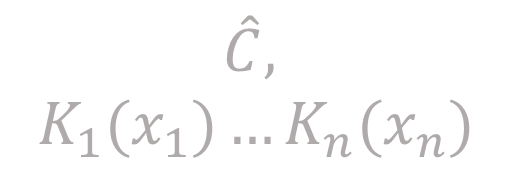 Ĉ,
K₁(x₁) … Kₙ(xₙ)